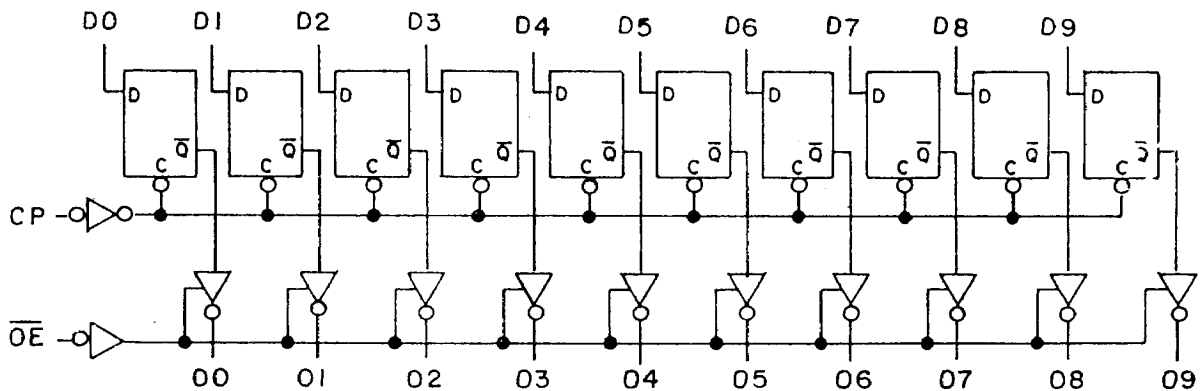 D0 D1 D2 D3 D4 D5 D6 D7 D8 D9
D D D D D D D D D D
Q̅ Q̅ Q̅ Q̅ Q̅ Q̅ Q̅ Q̅ Q̅ Q̅
C C C C C C C C C C
CP
O̅E̅
O0 O1 O2 O3 O4 O5 O6 O7 O8 O9